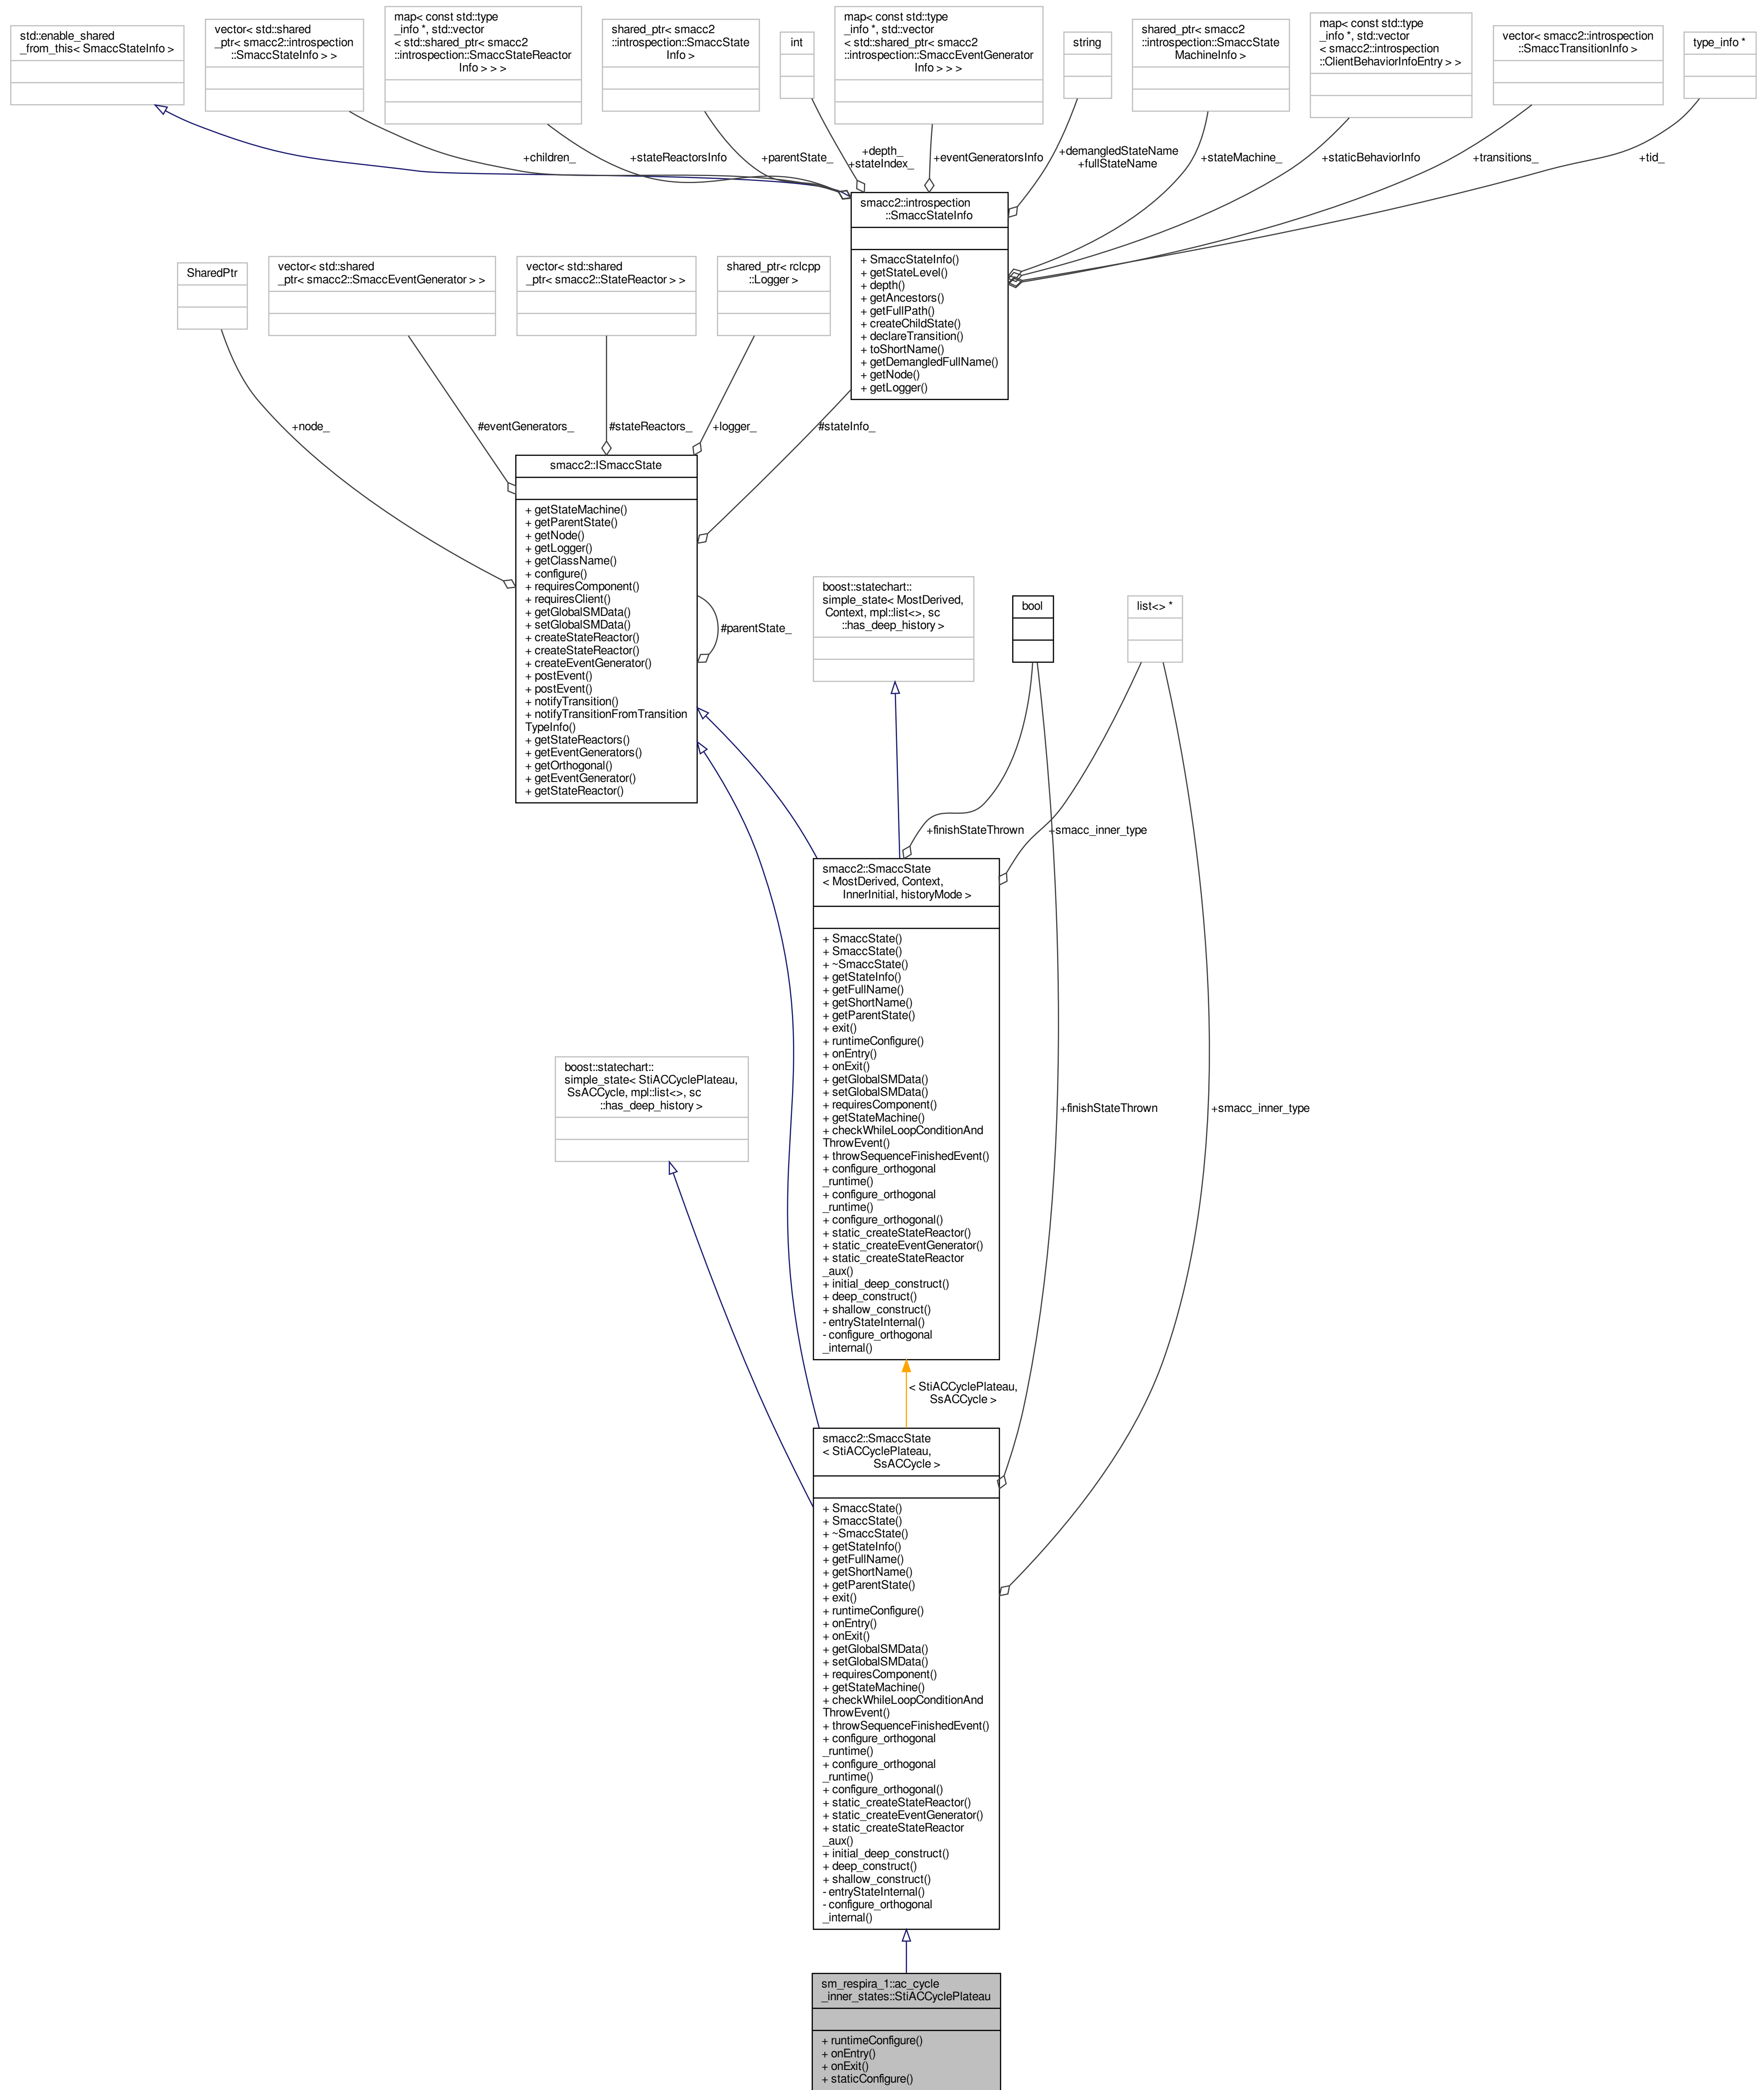 std::enable_shared
_from_this< SmaccStateInfo >
vector< std::shared
_ptr< smacc2::introspection
::SmaccStateInfo > >
map< const std::type
_info *, std::vector
< std::shared_ptr< smacc2
::introspection::SmaccStateReactor
Info > > >
shared_ptr< smacc2
::introspection::SmaccState
Info >
int
map< const std::type
_info *, std::vector
< std::shared_ptr< smacc2
::introspection::SmaccEventGenerator
Info > > >
string
shared_ptr< smacc2
::introspection::SmaccState
MachineInfo >
map< const std::type
_info *, std::vector
< smacc2::introspection
::ClientBehaviorInfoEntry > >
vector< smacc2::introspection
::SmaccTransitionInfo >
type_info *
+children_
+stateReactorsInfo
+parentState_
+depth_
+stateIndex_
+eventGeneratorsInfo
+demangledStateName
+fullStateName
+stateMachine_
+staticBehaviorInfo
+transitions_
+tid_
smacc2::introspection
::SmaccStateInfo
+ SmaccStateInfo()
+ getStateLevel()
+ depth()
+ getAncestors()
+ getFullPath()
+ createChildState()
+ declareTransition()
+ toShortName()
+ getDemangledFullName()
+ getNode()
+ getLogger()
SharedPtr
vector< std::shared
_ptr< smacc2::SmaccEventGenerator > >
vector< std::shared
_ptr< smacc2::StateReactor > >
shared_ptr< rclcpp
::Logger >
+node_
#eventGenerators_
#stateReactors_
+logger_
#stateInfo_
smacc2::ISmaccState
+ getStateMachine()
+ getParentState()
+ getNode()
+ getLogger()
+ getClassName()
+ configure()
+ requiresComponent()
+ requiresClient()
+ getGlobalSMData()
+ setGlobalSMData()
+ createStateReactor()
+ createStateReactor()
+ createEventGenerator()
+ postEvent()
+ postEvent()
+ notifyTransition()
+ notifyTransitionFromTransition
TypeInfo()
+ getStateReactors()
+ getEventGenerators()
+ getOrthogonal()
+ getEventGenerator()
+ getStateReactor()
#parentState_
boost::statechart::
simple_state< MostDerived,
Context, mpl::list<>, sc
::has_deep_history >
bool
list<> *
+finishStateThrown
+smacc_inner_type
smacc2::SmaccState
< MostDerived, Context,
InnerInitial, historyMode >
+ SmaccState()
+ SmaccState()
+ ~SmaccState()
+ getStateInfo()
+ getFullName()
+ getShortName()
+ getParentState()
+ exit()
+ runtimeConfigure()
+ onEntry()
+ onExit()
+ getGlobalSMData()
+ setGlobalSMData()
+ requiresComponent()
+ getStateMachine()
+ checkWhileLoopConditionAnd
ThrowEvent()
+ throwSequenceFinishedEvent()
+ configure_orthogonal
_runtime()
+ configure_orthogonal
_runtime()
+ configure_orthogonal()
+ static_createStateReactor()
+ static_createEventGenerator()
+ static_createStateReactor
_aux()
+ initial_deep_construct()
+ deep_construct()
+ shallow_construct()
- entryStateInternal()
- configure_orthogonal
_internal()
boost::statechart::
simple_state< StiACCyclePlateau,
SsACCycle, mpl::list<>, sc
::has_deep_history >
+finishStateThrown
+smacc_inner_type
< StiACCyclePlateau,
SsACCycle >
smacc2::SmaccState
< StiACCyclePlateau,
SsACCycle >
+ SmaccState()
+ SmaccState()
+ ~SmaccState()
+ getStateInfo()
+ getFullName()
+ getShortName()
+ getParentState()
+ exit()
+ runtimeConfigure()
+ onEntry()
+ onExit()
+ getGlobalSMData()
+ setGlobalSMData()
+ requiresComponent()
+ getStateMachine()
+ checkWhileLoopConditionAnd
ThrowEvent()
+ throwSequenceFinishedEvent()
+ configure_orthogonal
_runtime()
+ configure_orthogonal
_runtime()
+ configure_orthogonal()
+ static_createStateReactor()
+ static_createEventGenerator()
+ static_createStateReactor
_aux()
+ initial_deep_construct()
+ deep_construct()
+ shallow_construct()
- entryStateInternal()
- configure_orthogonal
_internal()
sm_respira_1::ac_cycle
_inner_states::StiACCyclePlateau
+ runtimeConfigure()
+ onEntry()
+ onExit()
+ staticConfigure()